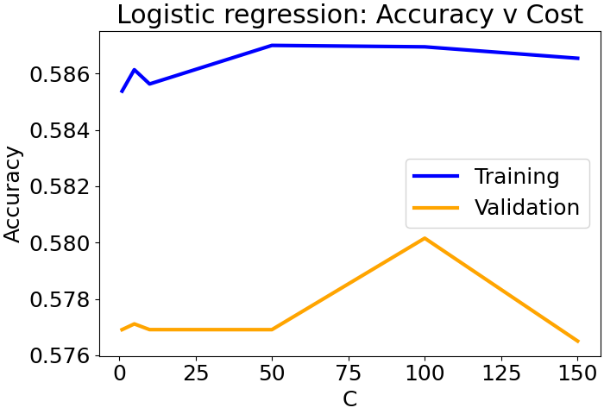 Logistic regression: Accuracy v Cost
0.586
0.584
0.582
0.580
0.578
0.576
Accuracy
Training
Validation
0 25 50 75 100 125 150
C